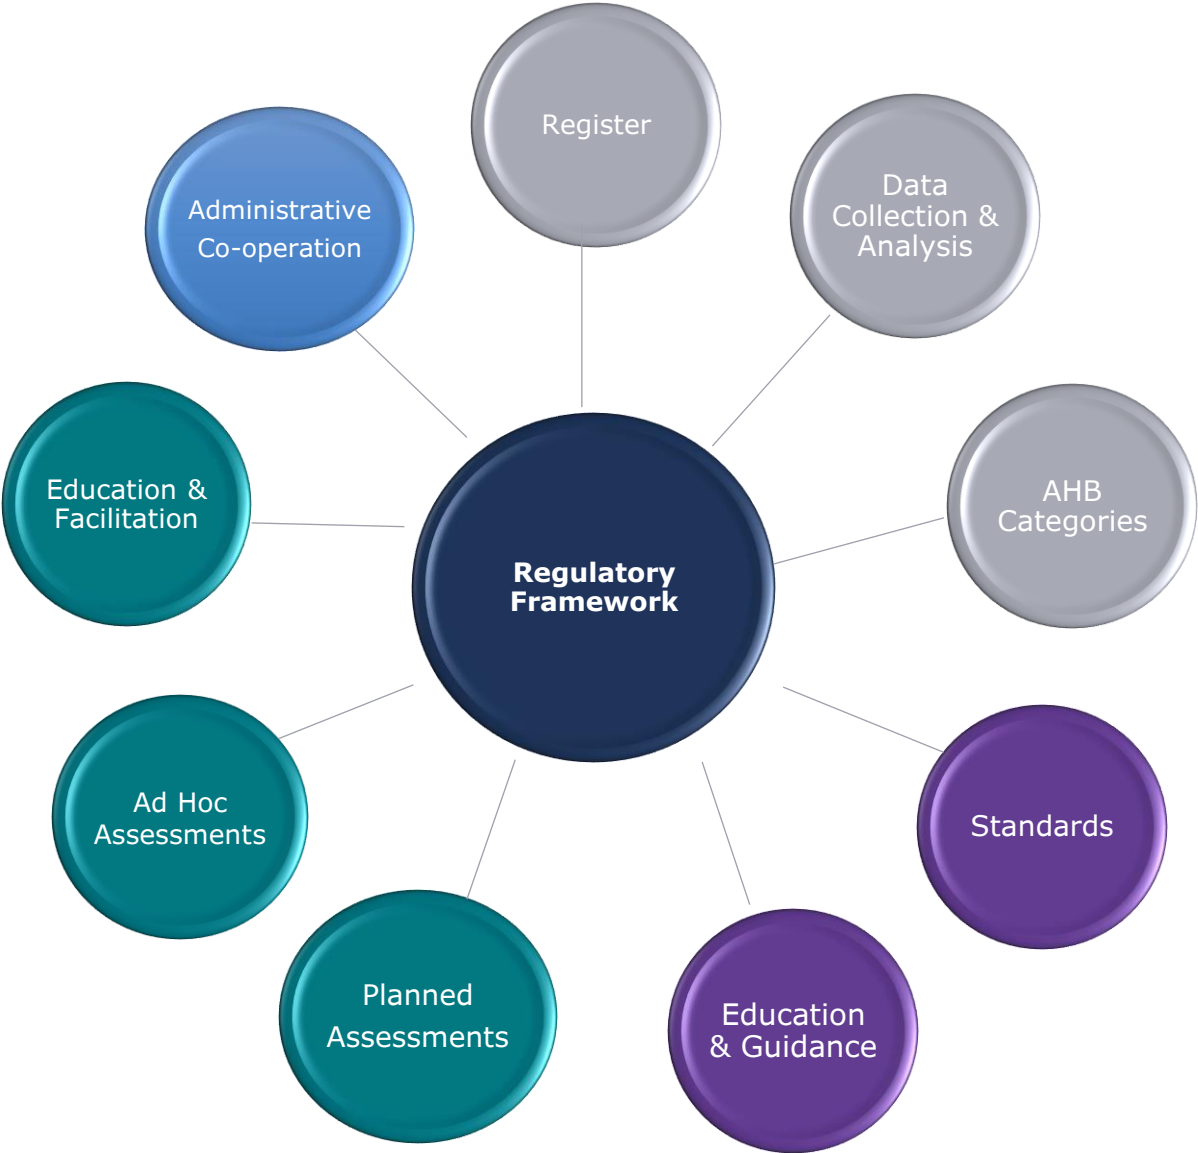 Register
Data
Collection &
Analysis
Administrative
Co-operation
Education &
Facilitation
AHB
Categories
Regulatory
Framework
Ad Hoc
Assessments
Standards
Planned
Assessments
Education
& Guidance